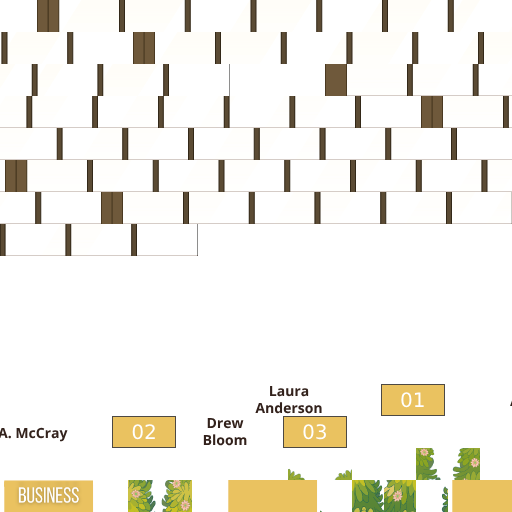 Laura
Anderson
01
A. McCray
02
Drew
Bloom
03
BUSINESS